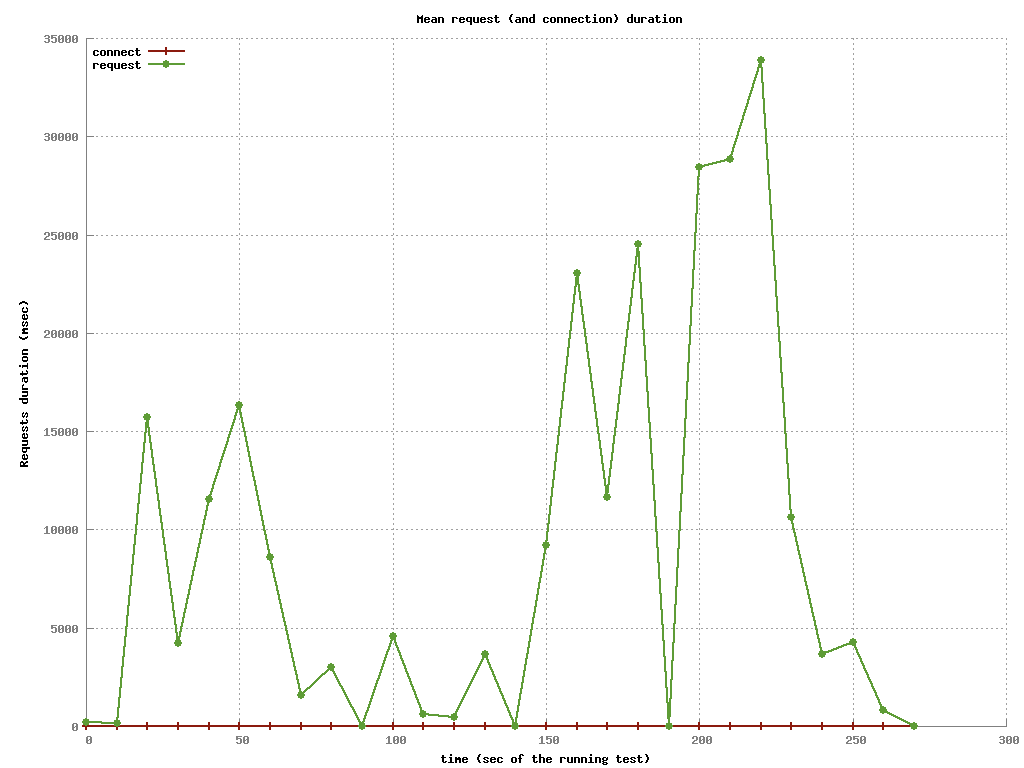 Mean request (and connection) duration
35000
connect
request
30000
25000
20000
15000
10000
5000
0
Requests duration (msec)
0 50 100 150 200 250 300
time (sec of the running test)